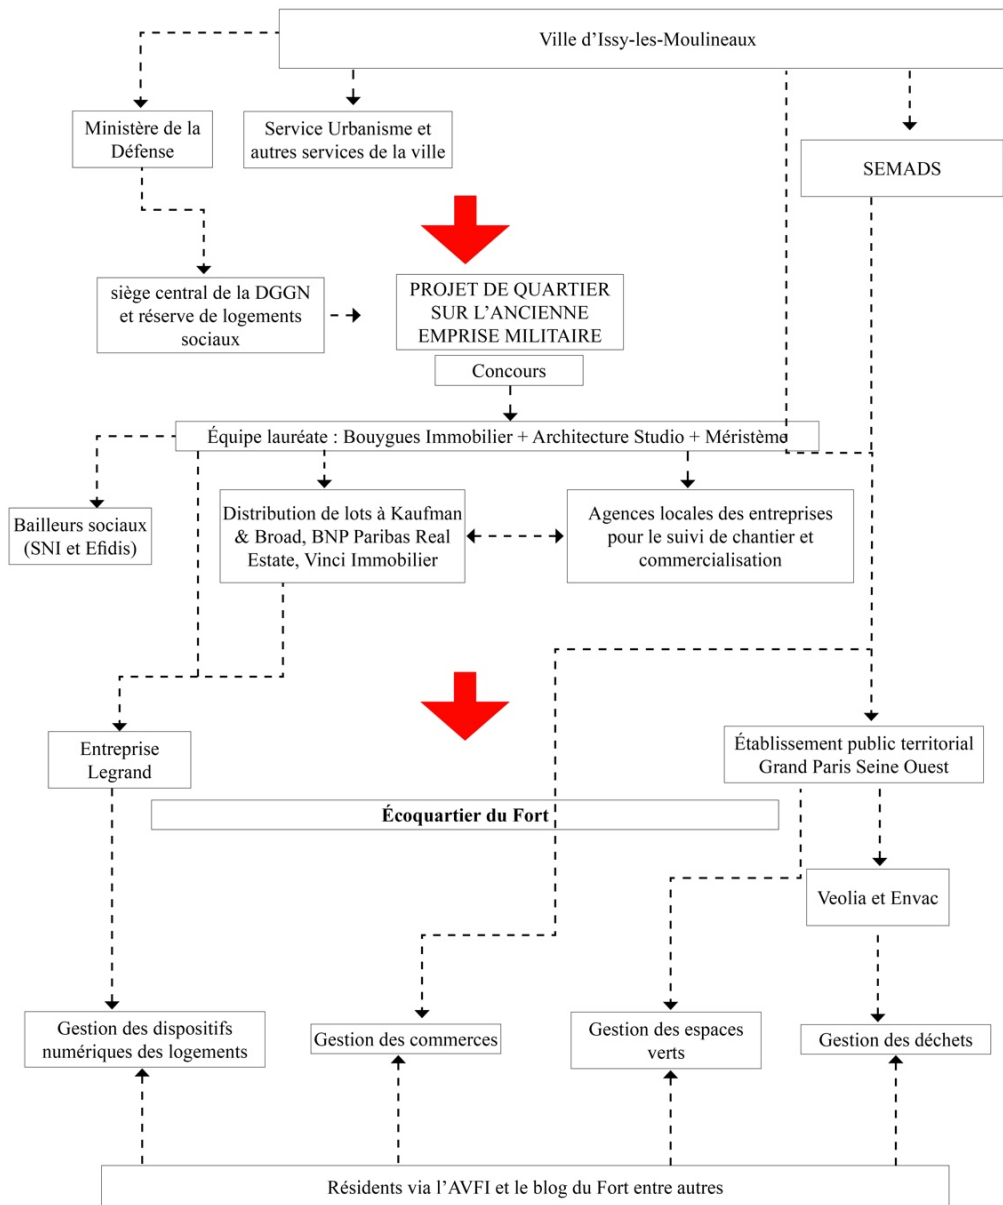 Ville d’Issy-les-Moulineaux
Ministère de la
Défense
Service Urbanisme et
autres services de la ville
SEMADS
siège central de la DGGN
et réserve de logements
sociaux
PROJET DE QUARTIER
SUR L’ANCIENNE
EMPRISE MILITAIRE
Concours
Équipe lauréate : Bouygues Immobilier + Architecture Studio + Méristème
Bailleurs sociaux
(SNI et Efidis)
Distribution de lots à Kaufman
& Broad, BNP Paribas Real
Estate, Vinci Immobilier
Agences locales des entreprises
pour le suivi de chantier et
commercialisation
Entreprise
Legrand
Établissement public territorial
Grand Paris Seine Ouest
Écoquartier du Fort
Veolia et Envac
Gestion des dispositifs
numériques des logements
Gestion des commerces
Gestion des espaces
verts
Gestion des déchets
Résidents via l’AVFI et le blog du Fort entre autres